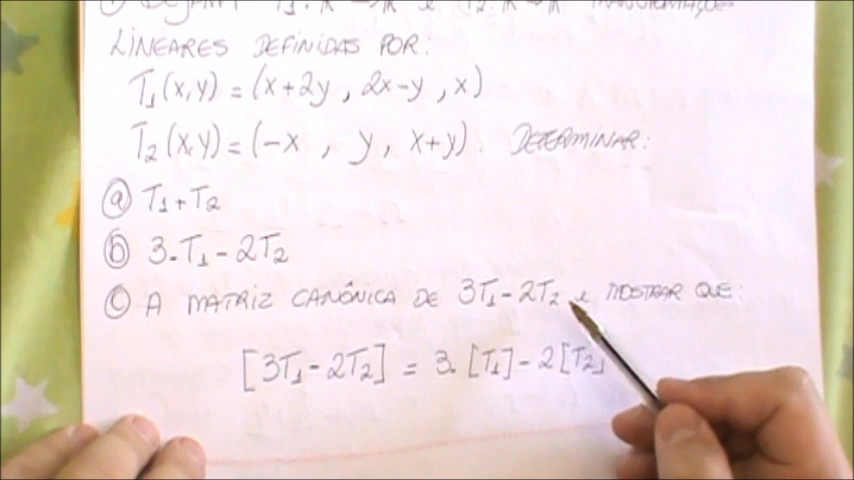 TRANSFORMAÇÕES
LINEARES DEFINIDAS POR:
T₁(x,y) = (x+2y , 2x-y , x)
T₂(x,y) = (-x , y , x+y). DETERMINAR:
ⓐ T₁+T₂
ⓑ 3.T₁-2T₂
ⓒ A MATRIZ CANÔNICA DE 3T₁-2T₂ e MOSTRAR QUE:
[3T₁-2T₂] = 3.[T₁]-2[T₂]